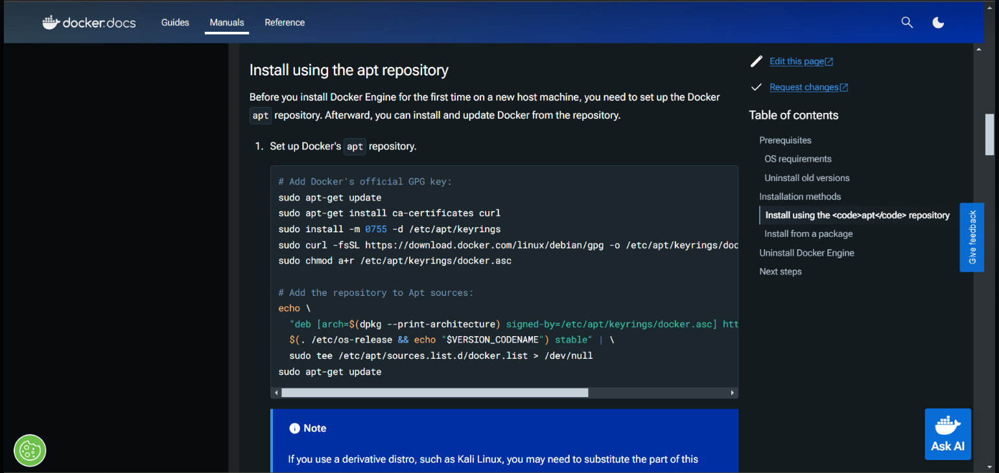 docker.docs
Guides
Manuals
Reference
Install using the apt repository
Before you install Docker Engine for the first time on a new host machine, you need to set up the Docker
apt repository. Afterward, you can install and update Docker from the repository.
1. Set up Docker's apt repository.
# Add Docker's official GPG key:
sudo apt-get update
sudo apt-get install ca-certificates curl
sudo install -m 0755 -d /etc/apt/keyrings
sudo curl -fsSL https://download.docker.com/linux/debian/gpg -o /etc/apt/keyrings/doc
sudo chmod a+r /etc/apt/keyrings/docker.asc
# Add the repository to Apt sources:
echo \
"deb [arch=$(dpkg --print-architecture) signed-by=/etc/apt/keyrings/docker.asc] htt
$(. /etc/os-release && echo "$VERSION_CODENAME") stable" | \
sudo tee /etc/apt/sources.list.d/docker.list > /dev/null
sudo apt-get update
Note
If you use a derivative distro, such as Kali Linux, you may need to substitute the part of this
Edit this page
Request changes
Table of contents
Prerequisites
OS requirements
Uninstall old versions
Installation methods
Install using the <code>apt</code> repository
Install from a package
Uninstall Docker Engine
Next steps
Give feedback
Ask AI